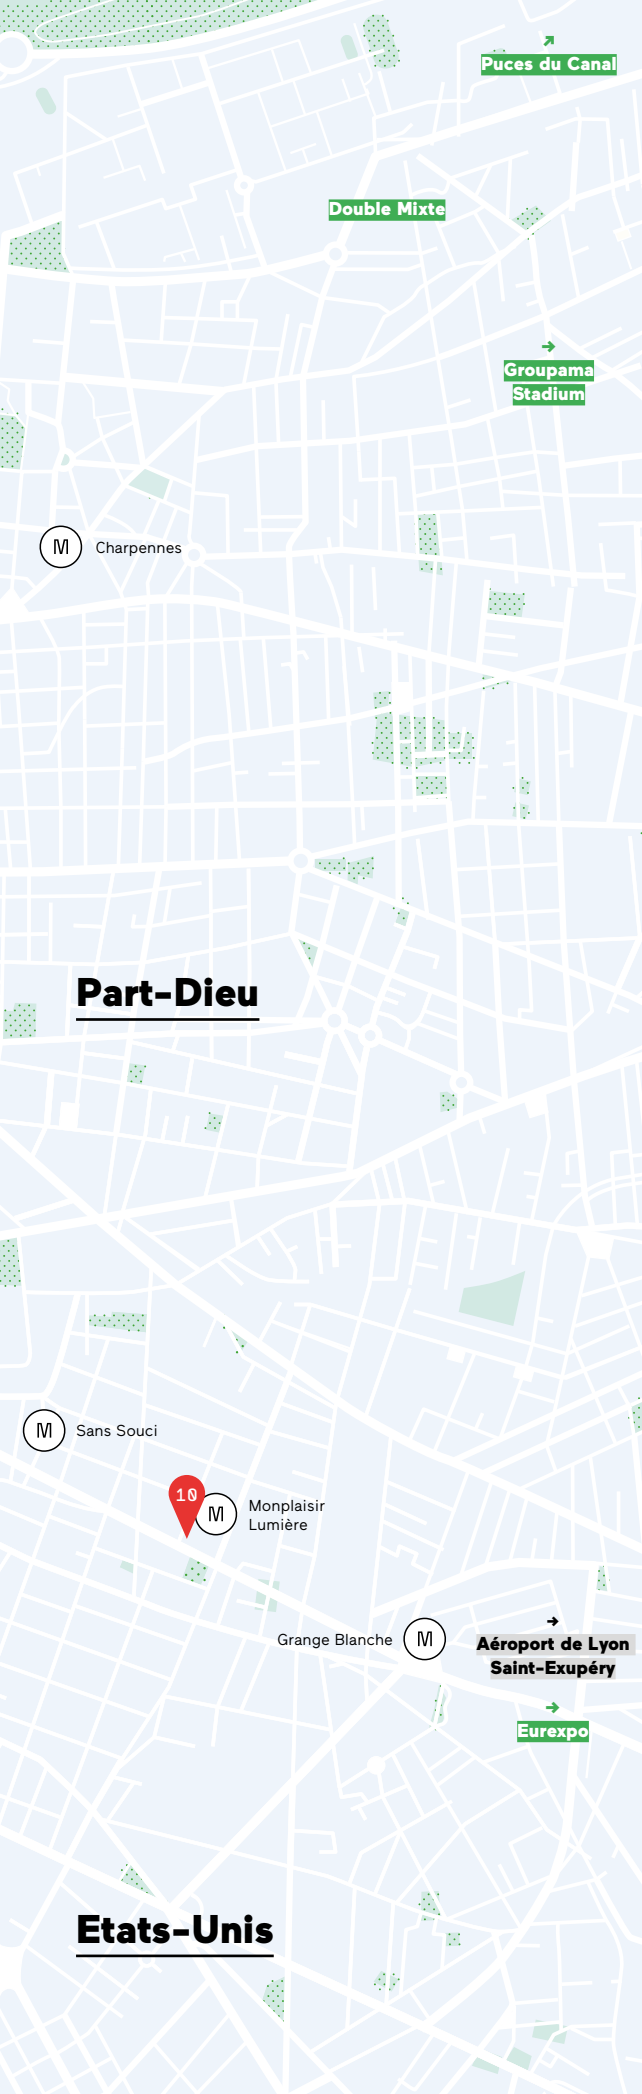 Puces du Canal
Double Mixte
Groupama
Stadium
M
Charpennes
Part-Dieu
M
Sans Souci
10
M
Monplaisir
Lumière
Grange Blanche
M
Aéroport de Lyon
Saint-Exupéry
Eurexpo
Etats-Unis